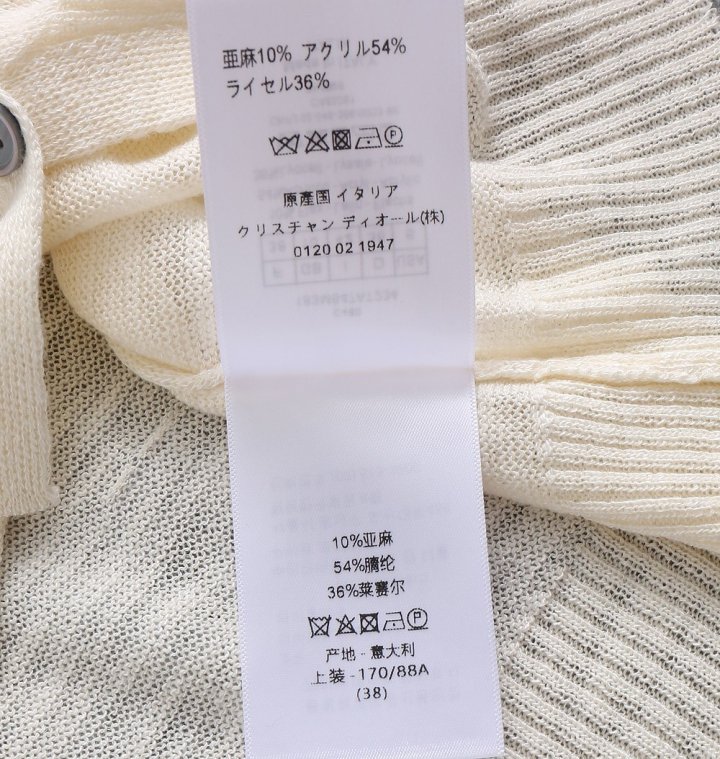 亜麻10% アクリル54%
ライセル36%
原産国 イタリア
クリスチャン ディオール(株)
0120 02 1947
10%亚麻
54%腈纶
36%莱赛尔
产地 - 意大利
上装 -170/88A
(38)